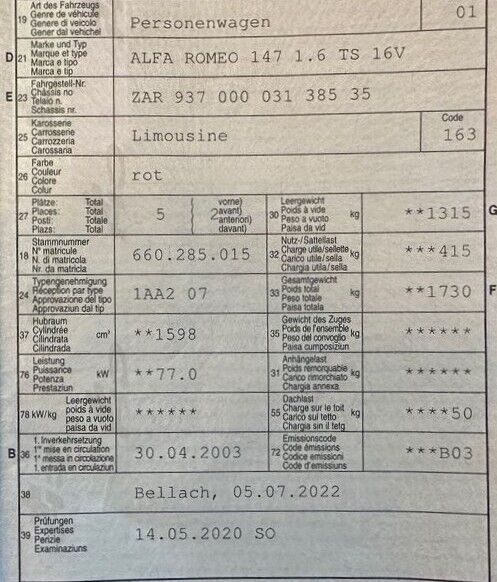 19 Art des Fahrzeugs
Genre de véhicule
Genere di veicolo
Gener dal vehichel
Personenwagen 01
D 21 Marke und Typ
Marque et type
Marca e tipo
Marca e tip
ALFA ROMEO 147 1.6 TS 16V
E 23 Fahrgestell-Nr.
Châssis no
Telaio n.
Schassis nr.
ZAR 937 000 031 385 35
25 Karosserie
Carrosserie
Carrozzeria
Carossaria
Limousine
Code
163
26 Farbe
Couleur
Colore
Colur
rot
27 Plätze: Total
Places: Total
Posti: Totale
Plazs: Total
5 2
vorne)
avant)
anteriori)
davant)
30 Leergewicht
Poids à vide kg
Peso a vuoto
Paisa da vid
**1315 G
18 Stammnummer
N° matricule
N. di matricola
Nr. da matricla
660.285.015
32 Nutz-/Sattellast
Charge utile/sellette kg
Carico utile/sella
Chargia utila/sella
***415
24 Typengenehmigung
Réception par type
Approvazione del tipo
Approvaziun dal tip
1AA2 07
33 Gesamtgewicht
Poids total kg
Peso totale
Paisa totala
**1730 F
37 Hubraum
Cylindrée cm³
Cilindrata
Cilindrada
**1598
35 Gewicht des Zuges
Poids de l'ensemble kg
Peso del convoglio
Paisa cumposiziun
******
76 Leistung
Puissance kW
Potenza
Prestaziun
**77.0
31 Anhängelast
Poids remorquable kg
Carico rimorchiato
Chargia annexa
******
78 kW/kg Leergewicht
poids à vide
peso a vuoto
paisa da vid
******
55 Dachlast
Charge sur le toit kg
Carico sul tetto
Chargia sin il tetg
****50
B 36 1. Inverkehrsetzung
1re mise en circulation
1a messa in circolazione
1. entrada en circulaziun
30.04.2003
72 Emissionscode
Code émissions
Codice emissioni
Code d'emissiuns
***B03
38 Bellach, 05.07.2022
39 Prüfungen
Expertises
Perizie
Examinaziuns
14.05.2020 SO